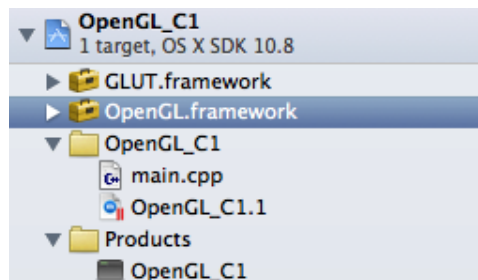 OpenGL_C1
1 target, OS X SDK 10.8
GLUT.framework
OpenGL.framework
OpenGL_C1
main.cpp
OpenGL_C1.1
Products
OpenGL_C1